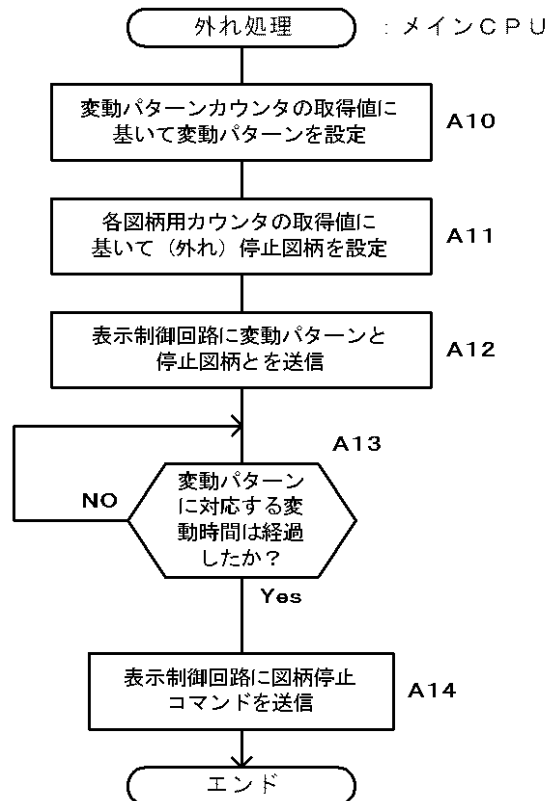 外れ処理 ：メインＣＰＵ
変動パターンカウンタの取得値に
基いて変動パターンを設定
A10
各図柄用カウンタの取得値に
基いて（外れ）停止図柄を設定
A11
表示制御回路に変動パターンと
停止図柄とを送信
A12
A13
変動パターン
に対応する変
動時間は経過
したか？
NO
Yes
表示制御回路に図柄停止
コマンドを送信
A14
エンド